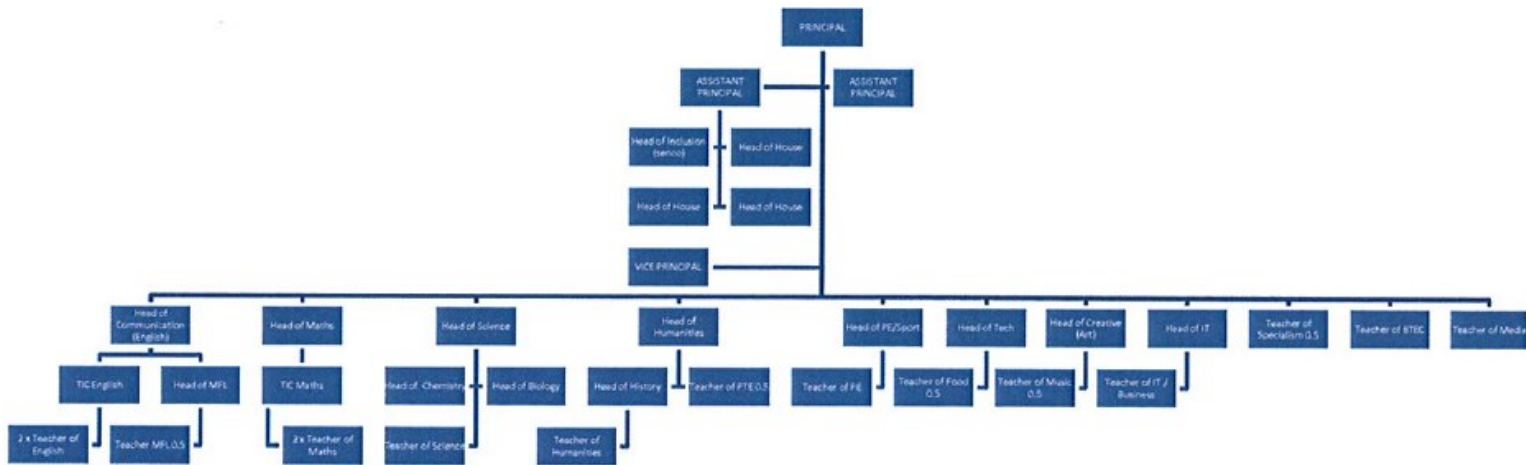 PRINCIPAL
ASSISTANT
PRINCIPAL
ASSISTANT
PRINCIPAL
Head of Inclusion
(senco)
Head of House
Head of House
Head of House
VICE PRINCIPAL
Head of
Communication
(English)
Head of Maths
Head of Science
Head of
Humanities
Head of PE/Sport
Head of Tech
Head of Creative
(Art)
Head of IT
Teacher of
Specialism 0.5
Teacher of BTEC
Teacher of Media
TIC English
Head of MFL
TIC Maths
Head of Chemistry
Head of Biology
Head of History
Teacher of PTE 0.5
Teacher of PE
Teacher of Food
0.5
Teacher of Music
0.5
Teacher of IT /
Business
2 x Teacher of
English
Teacher MFL 0.5
2 x Teacher of
Maths
Teacher of Science
Teacher of
Humanities